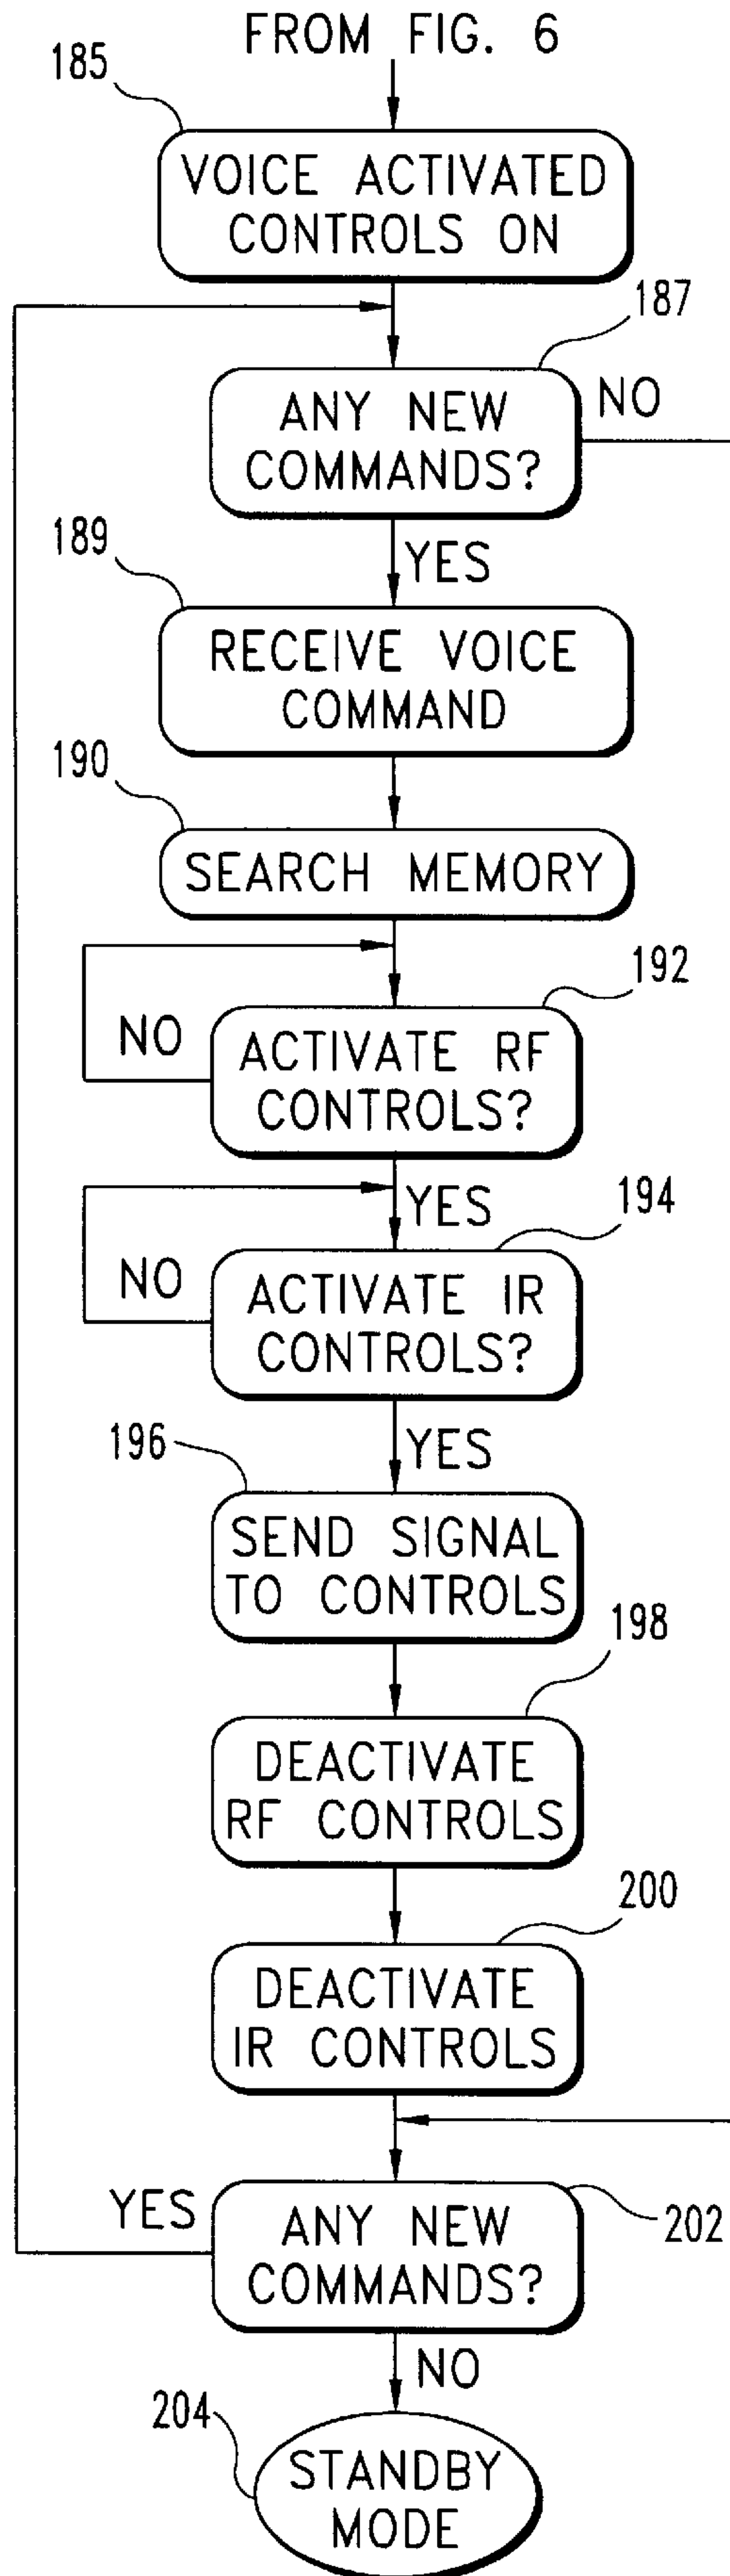 FROM FIG. 6
185
VOICE ACTIVATED
CONTROLS ON
187
ANY NEW
COMMANDS?
NO
YES
189
RECEIVE VOICE
COMMAND
190
SEARCH MEMORY
192
NO
ACTIVATE RF
CONTROLS?
YES
194
NO
ACTIVATE IR
CONTROLS?
YES
196
SEND SIGNAL
TO CONTROLS
198
DEACTIVATE
RF CONTROLS
200
DEACTIVATE
IR CONTROLS
YES
ANY NEW
COMMANDS?
202
NO
204
STANDBY
MODE